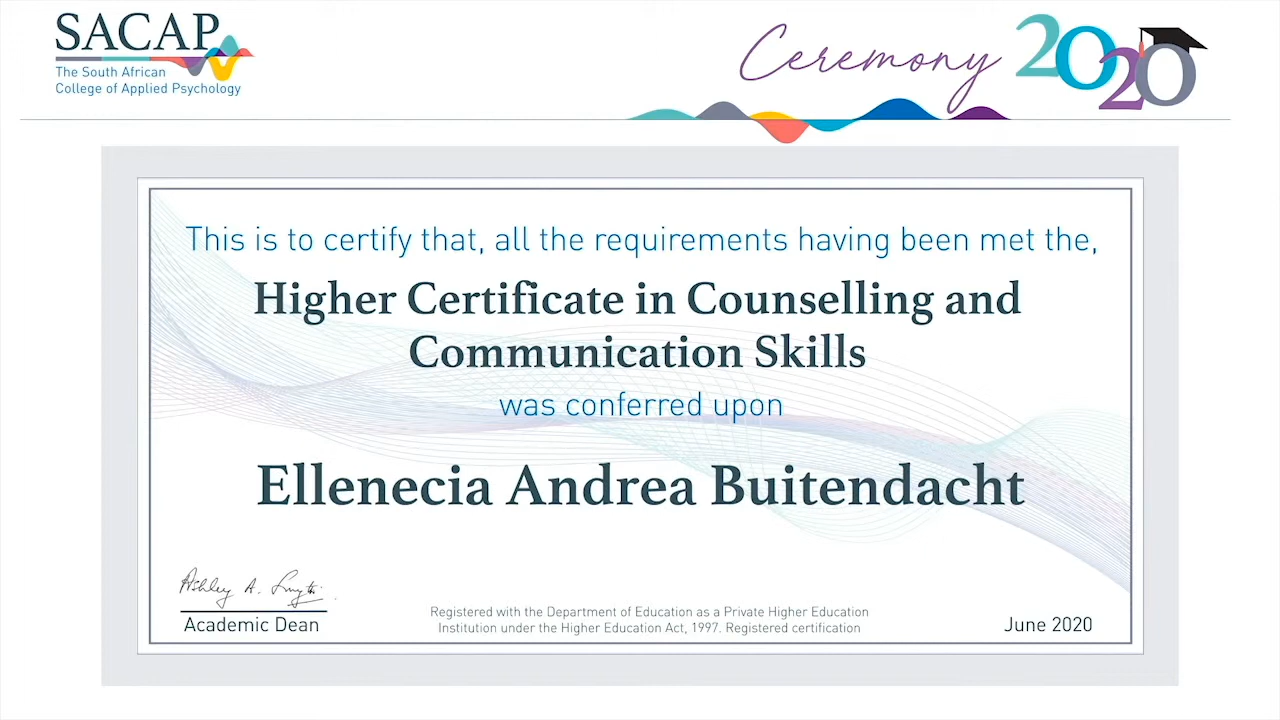 SACAP
The South African
College of Applied Psychology
Ceremony 2020
This is to certify that, all the requirements having been met the,
Higher Certificate in Counselling and
Communication Skills
was conferred upon
Ellenecia Andrea Buitendacht
Ashley A. Smyth
Academic Dean
Registered with the Department of Education as a Private Higher Education
Institution under the Higher Education Act, 1997. Registered certification
June 2020